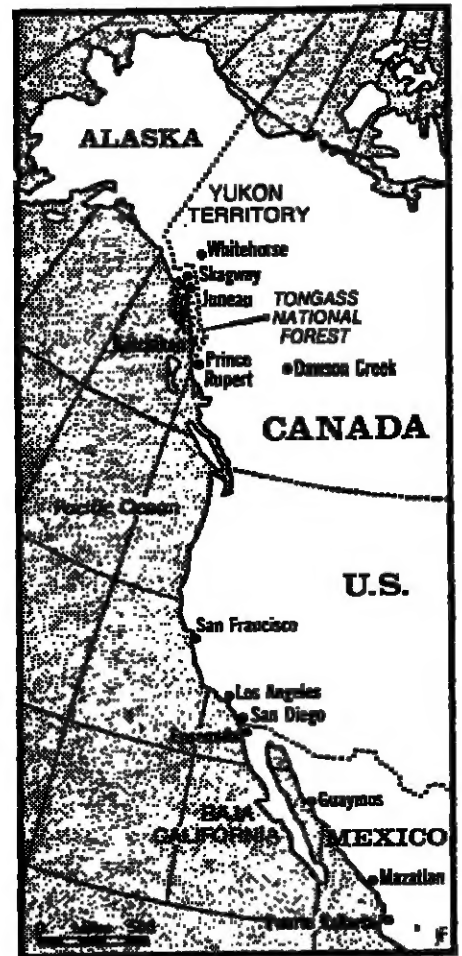 ALASKA
YUKON
TERRITORY
Whitehorse
Skagway
Juneau
TONGASS
NATIONAL
FOREST
Prince
Rupert
Dawson Creek
CANADA
Pacific Ocean
U.S.
San Francisco
Los Angeles
San Diego
Guaymos
BAJA
CALIFORNIA
MEXICO
Mazatlan